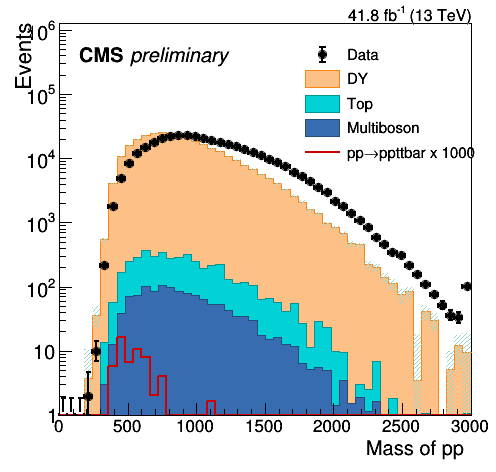 41.8 fb⁻¹ (13 TeV)
Events
CMS preliminary
Data
DY
Top
Multiboson
pp→ppttbar x 1000
10⁶
10⁵
10⁴
10³
10²
10
1
0 500 1000 1500 2000 2500 3000
Mass of pp